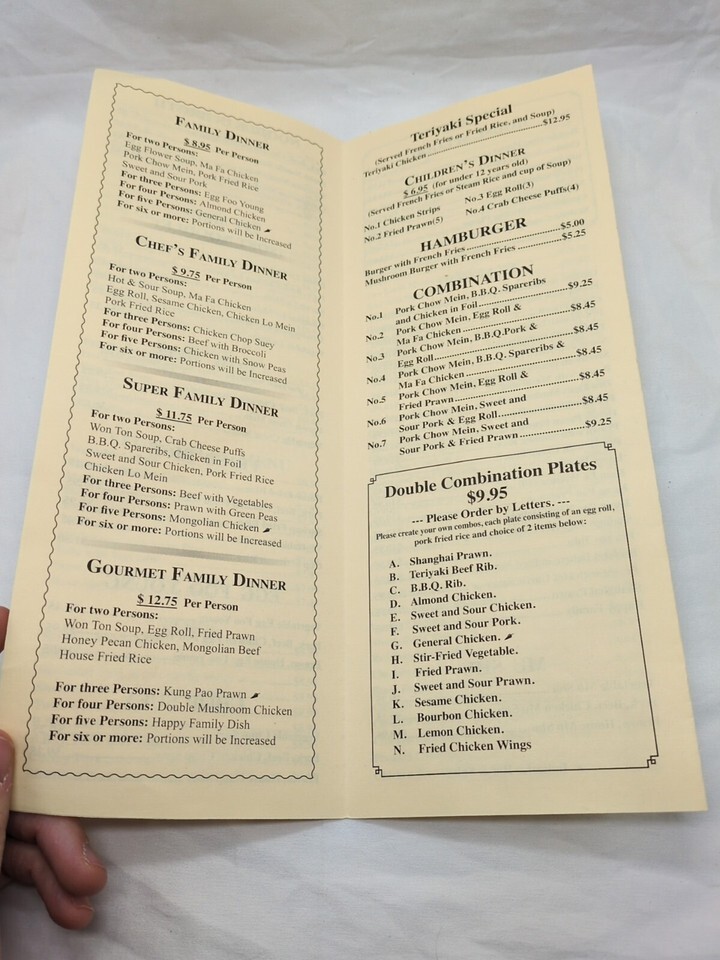 FAMILY DINNER
$ 8.95 Per Person
For two Persons:
Egg Flower Soup, Ma Fa Chicken
Pork Chow Mein, Pork Fried Rice
Sweet and Sour Pork
For three Persons: Egg Foo Young
For four Persons: Almond Chicken
For five Persons: General Chicken
For six or more: Portions will be Increased
CHEF'S FAMILY DINNER
$ 9.75 Per Person
For two Persons:
Hot & Sour Soup, Ma Fa Chicken
Egg Roll, Sesame Chicken, Chicken Lo Mein
Pork Fried Rice
For three Persons: Chicken Chop Suey
For four Persons: Beef with Broccoli
For five Persons: Chicken with Snow Peas
For six or more: Portions will be Increased
SUPER FAMILY DINNER
$ 11.75 Per Person
For two Persons:
Won Ton Soup, Crab Cheese Puffs
B.B.Q. Spareribs, Chicken in Foil
Sweet and Sour Chicken, Pork Fried Rice
Chicken Lo Mein
For three Persons: Beef with Vegetables
For four Persons: Prawn with Green Peas
For five Persons: Mongolian Chicken
For six or more: Portions will be Increased
GOURMET FAMILY DINNER
$ 12.75 Per Person
For two Persons:
Won Ton Soup, Egg Roll, Fried Prawn
Honey Pecan Chicken, Mongolian Beef
House Fried Rice
For three Persons: Kung Pao Prawn
For four Persons: Double Mushroom Chicken
For five Persons: Happy Family Dish
For six or more: Portions will be Increased
Teriyaki Special
(Served French Fries or Fried Rice, and Soup)
Teriyaki Chicken ........ $12.95
CHILDREN'S DINNER
$ 6.95 (for under 12 years old)
(Served French Fries or Steam Rice and cup of Soup)
No.1 Chicken Strips No.3 Egg Roll(3)
No.2 Fried Prawn(5) No.4 Crab Cheese Puffs(4)
HAMBURGER
Burger with French Fries ........ $5.00
Mushroom Burger with French Fries ........ $5.25
COMBINATION
No.1 Pork Chow Mein, B.B.Q. Spareribs
and Chicken in Foil ........ $9.25
No.2 Pork Chow Mein, Egg Roll &
Ma Fa Chicken ........ $8.45
No.3 Pork Chow Mein, B.B.Q.Pork &
Egg Roll ........ $8.45
No.4 Pork Chow Mein, B.B.Q. Spareribs &
Ma Fa Chicken ........ $8.45
No.5 Pork Chow Mein, Egg Roll &
Fried Prawn ........ $8.45
No.6 Pork Chow Mein, Sweet and
Sour Pork & Egg Roll ........ $8.45
No.7 Pork Chow Mein, Sweet and
Sour Pork & Fried Prawn ........ $9.25
Double Combination Plates
$9.95
--- Please Order by Letters. ---
Please create your own combos, each plate consisting of an egg roll,
pork fried rice and choice of 2 items below:
A. Shanghai Prawn.
B. Teriyaki Beef Rib.
C. B.B.Q. Rib.
D. Almond Chicken.
E. Sweet and Sour Chicken.
F. Sweet and Sour Pork.
G. General Chicken.
H. Stir-Fried Vegetable.
I. Fried Prawn.
J. Sweet and Sour Prawn.
K. Sesame Chicken.
L. Bourbon Chicken.
M. Lemon Chicken.
N. Fried Chicken Wings